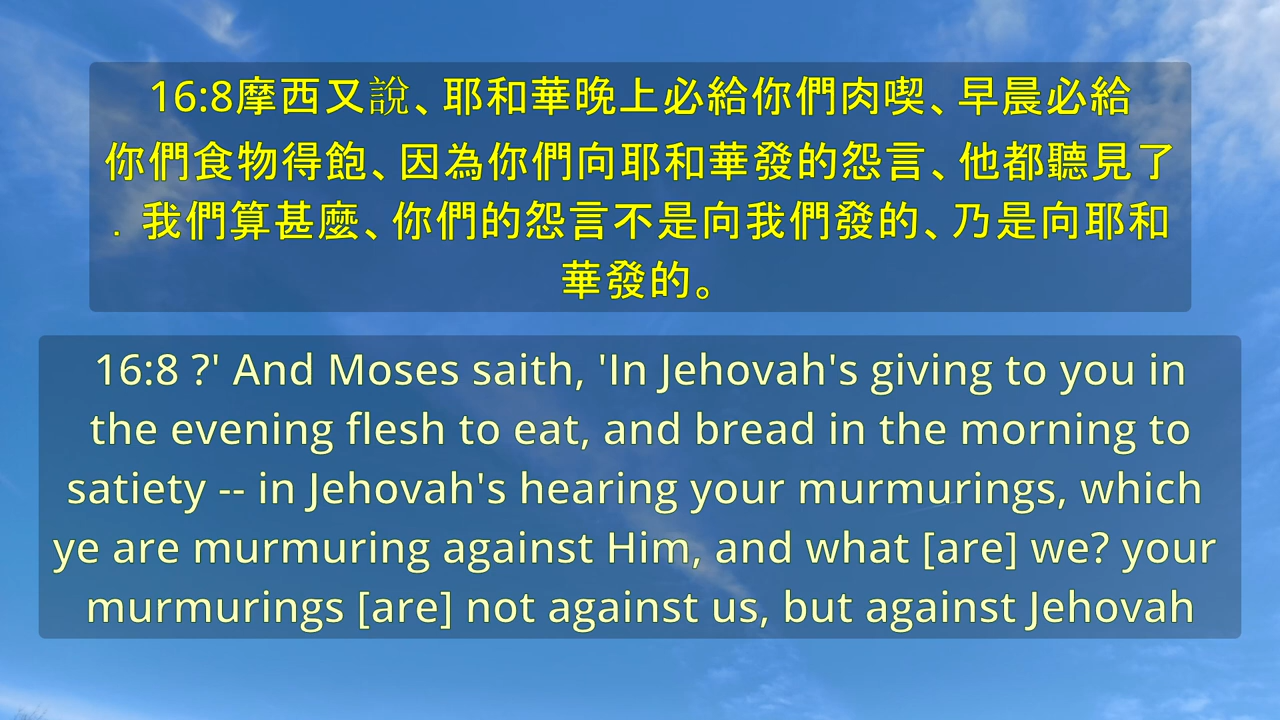 16:8摩西又說、耶和華晚上必給你們肉喫、早晨必給
你們食物得飽、因為你們向耶和華發的怨言、他都聽見了
．我們算甚麼、你們的怨言不是向我們發的、乃是向耶和
華發的。
16:8 ?' And Moses saith, 'In Jehovah's giving to you in
the evening flesh to eat, and bread in the morning to
satiety -- in Jehovah's hearing your murmurings, which
ye are murmuring against Him, and what [are] we? your
murmurings [are] not against us, but against Jehovah